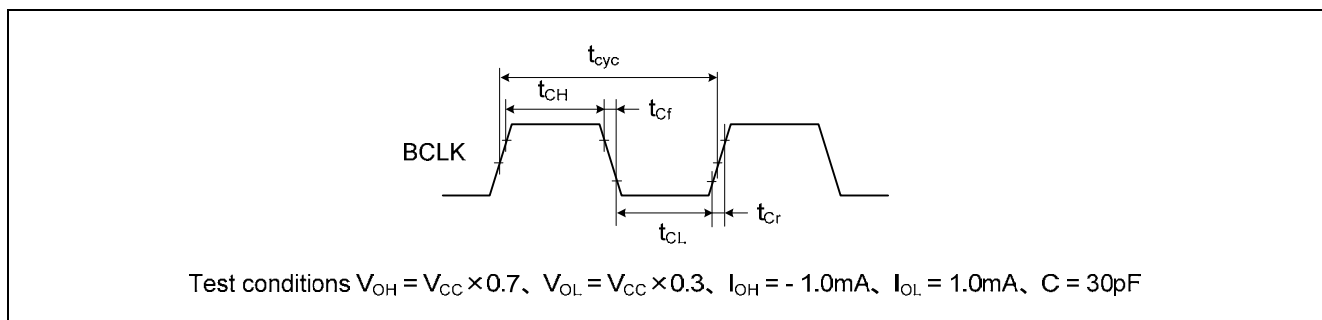 tcyc
tCH
tCf
BCLK
tCr
tCL
Test conditions VOH = VCC×0.7、VOL = VCC×0.3、IOH = - 1.0mA、IOL = 1.0mA、C = 30pF